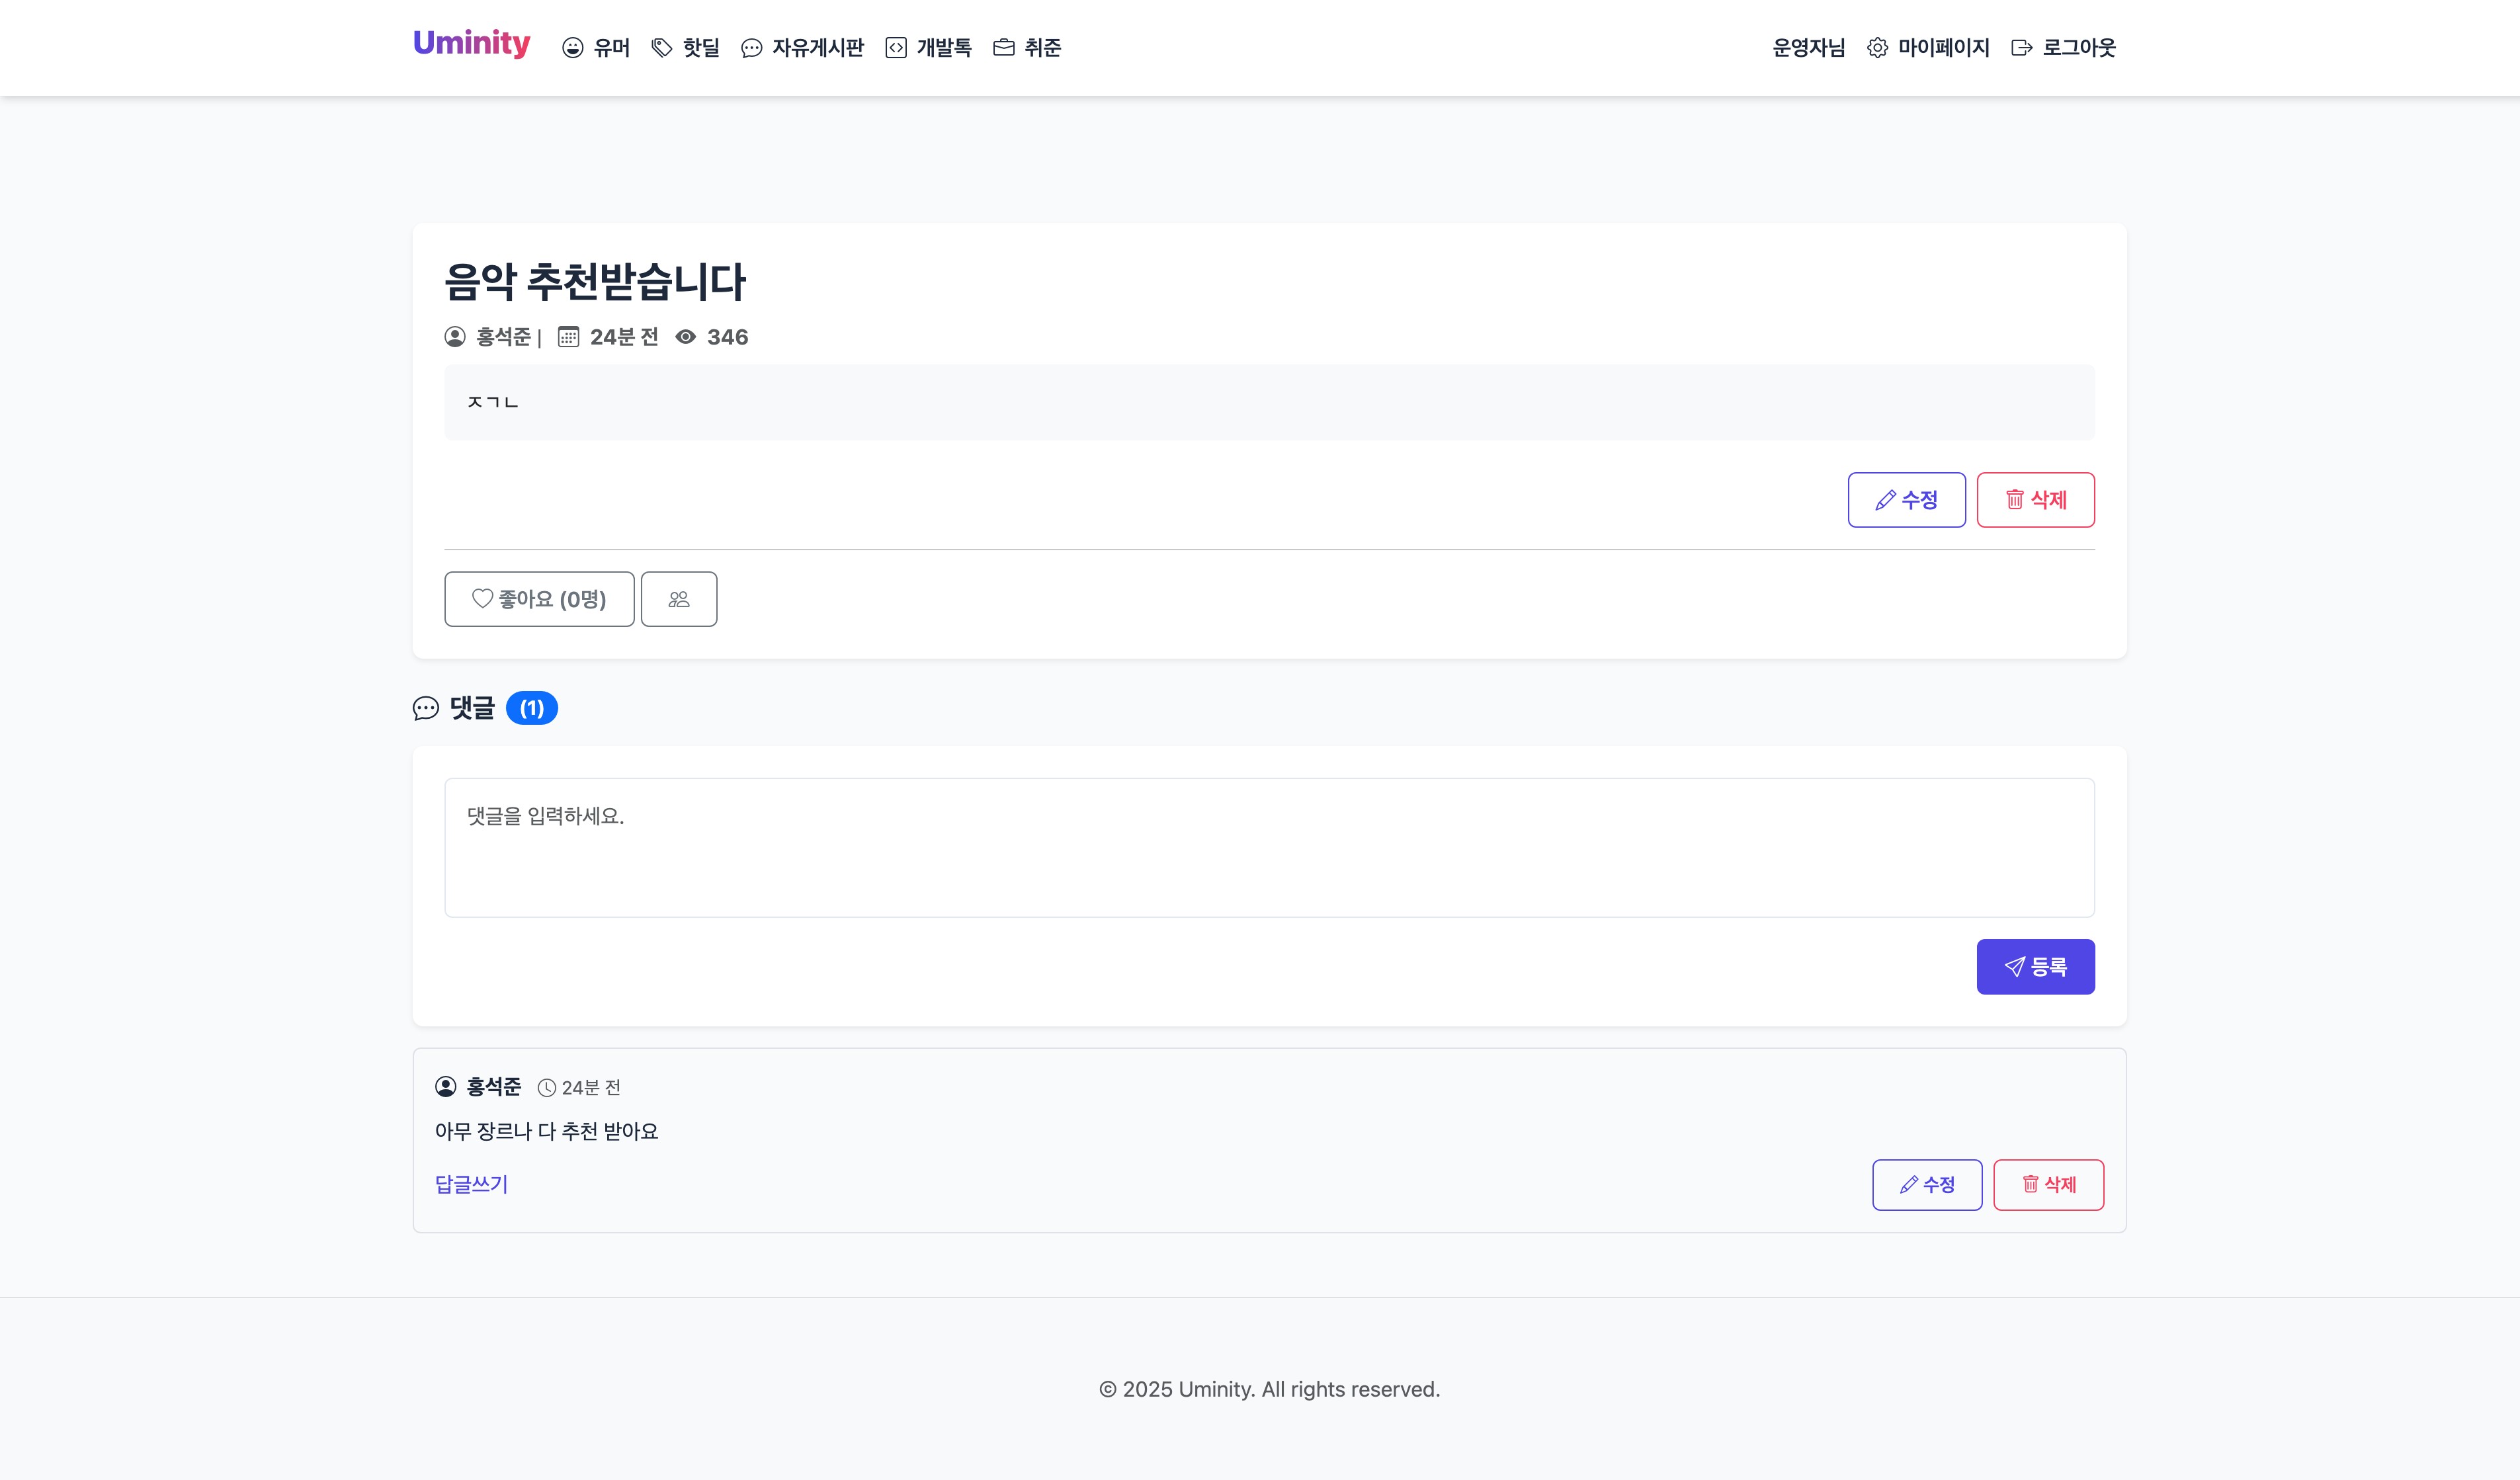 Uminity 유머 핫딜 자유게시판 개발톡 취준 운영자님 마이페이지 로그아웃
음악 추천받습니다
홍석준 | 24분 전 346
ㅈㄱㄴ
수정 삭제
좋아요 (0명)
댓글 (1)
댓글을 입력하세요.
등록
홍석준 24분 전
아무 장르나 다 추천 받아요
답글쓰기 수정 삭제
© 2025 Uminity. All rights reserved.